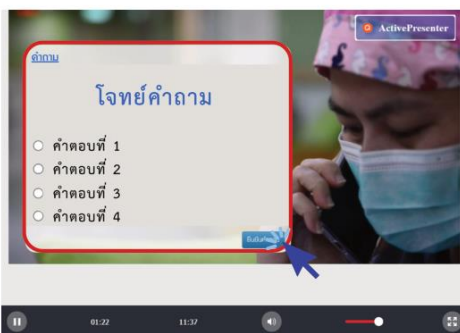 ActivePresenter
คำถาม
โจทย์คำถาม
คำตอบที่ 1
คำตอบที่ 2
คำตอบที่ 3
คำตอบที่ 4
01:22
11:37